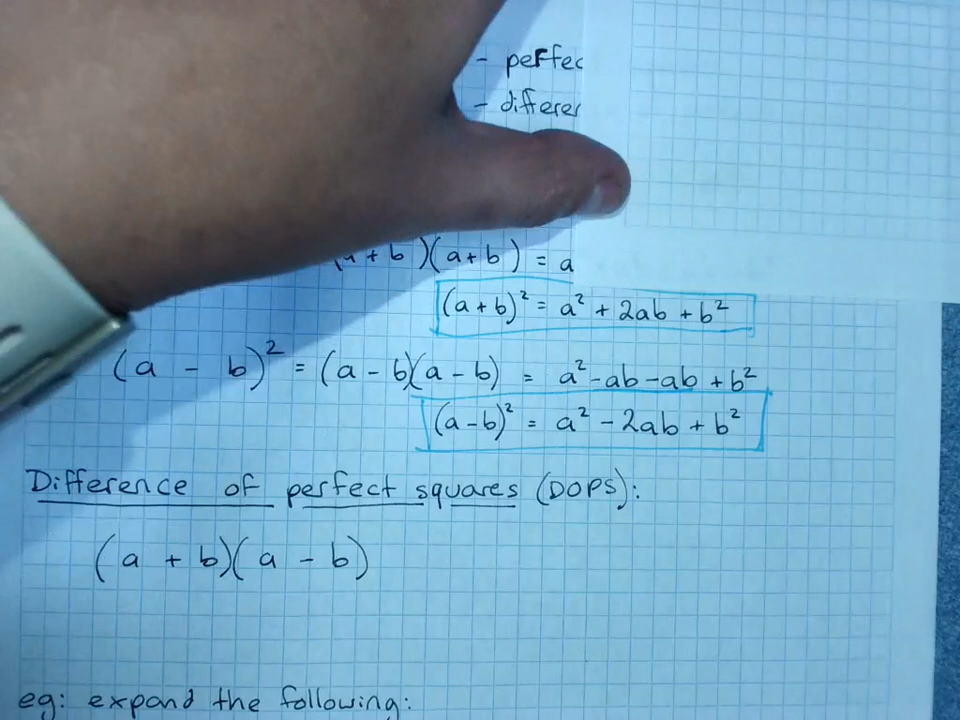 - perfec
- differen
+ b)(a+b) = a
(a+b)² = a² + 2ab + b²
(a - b)² = (a - b)(a - b) = a² - ab - ab + b²
(a-b)² = a² - 2ab + b²
Difference of perfect squares (DOPS):
(a + b)(a - b)
eg: expand the following: